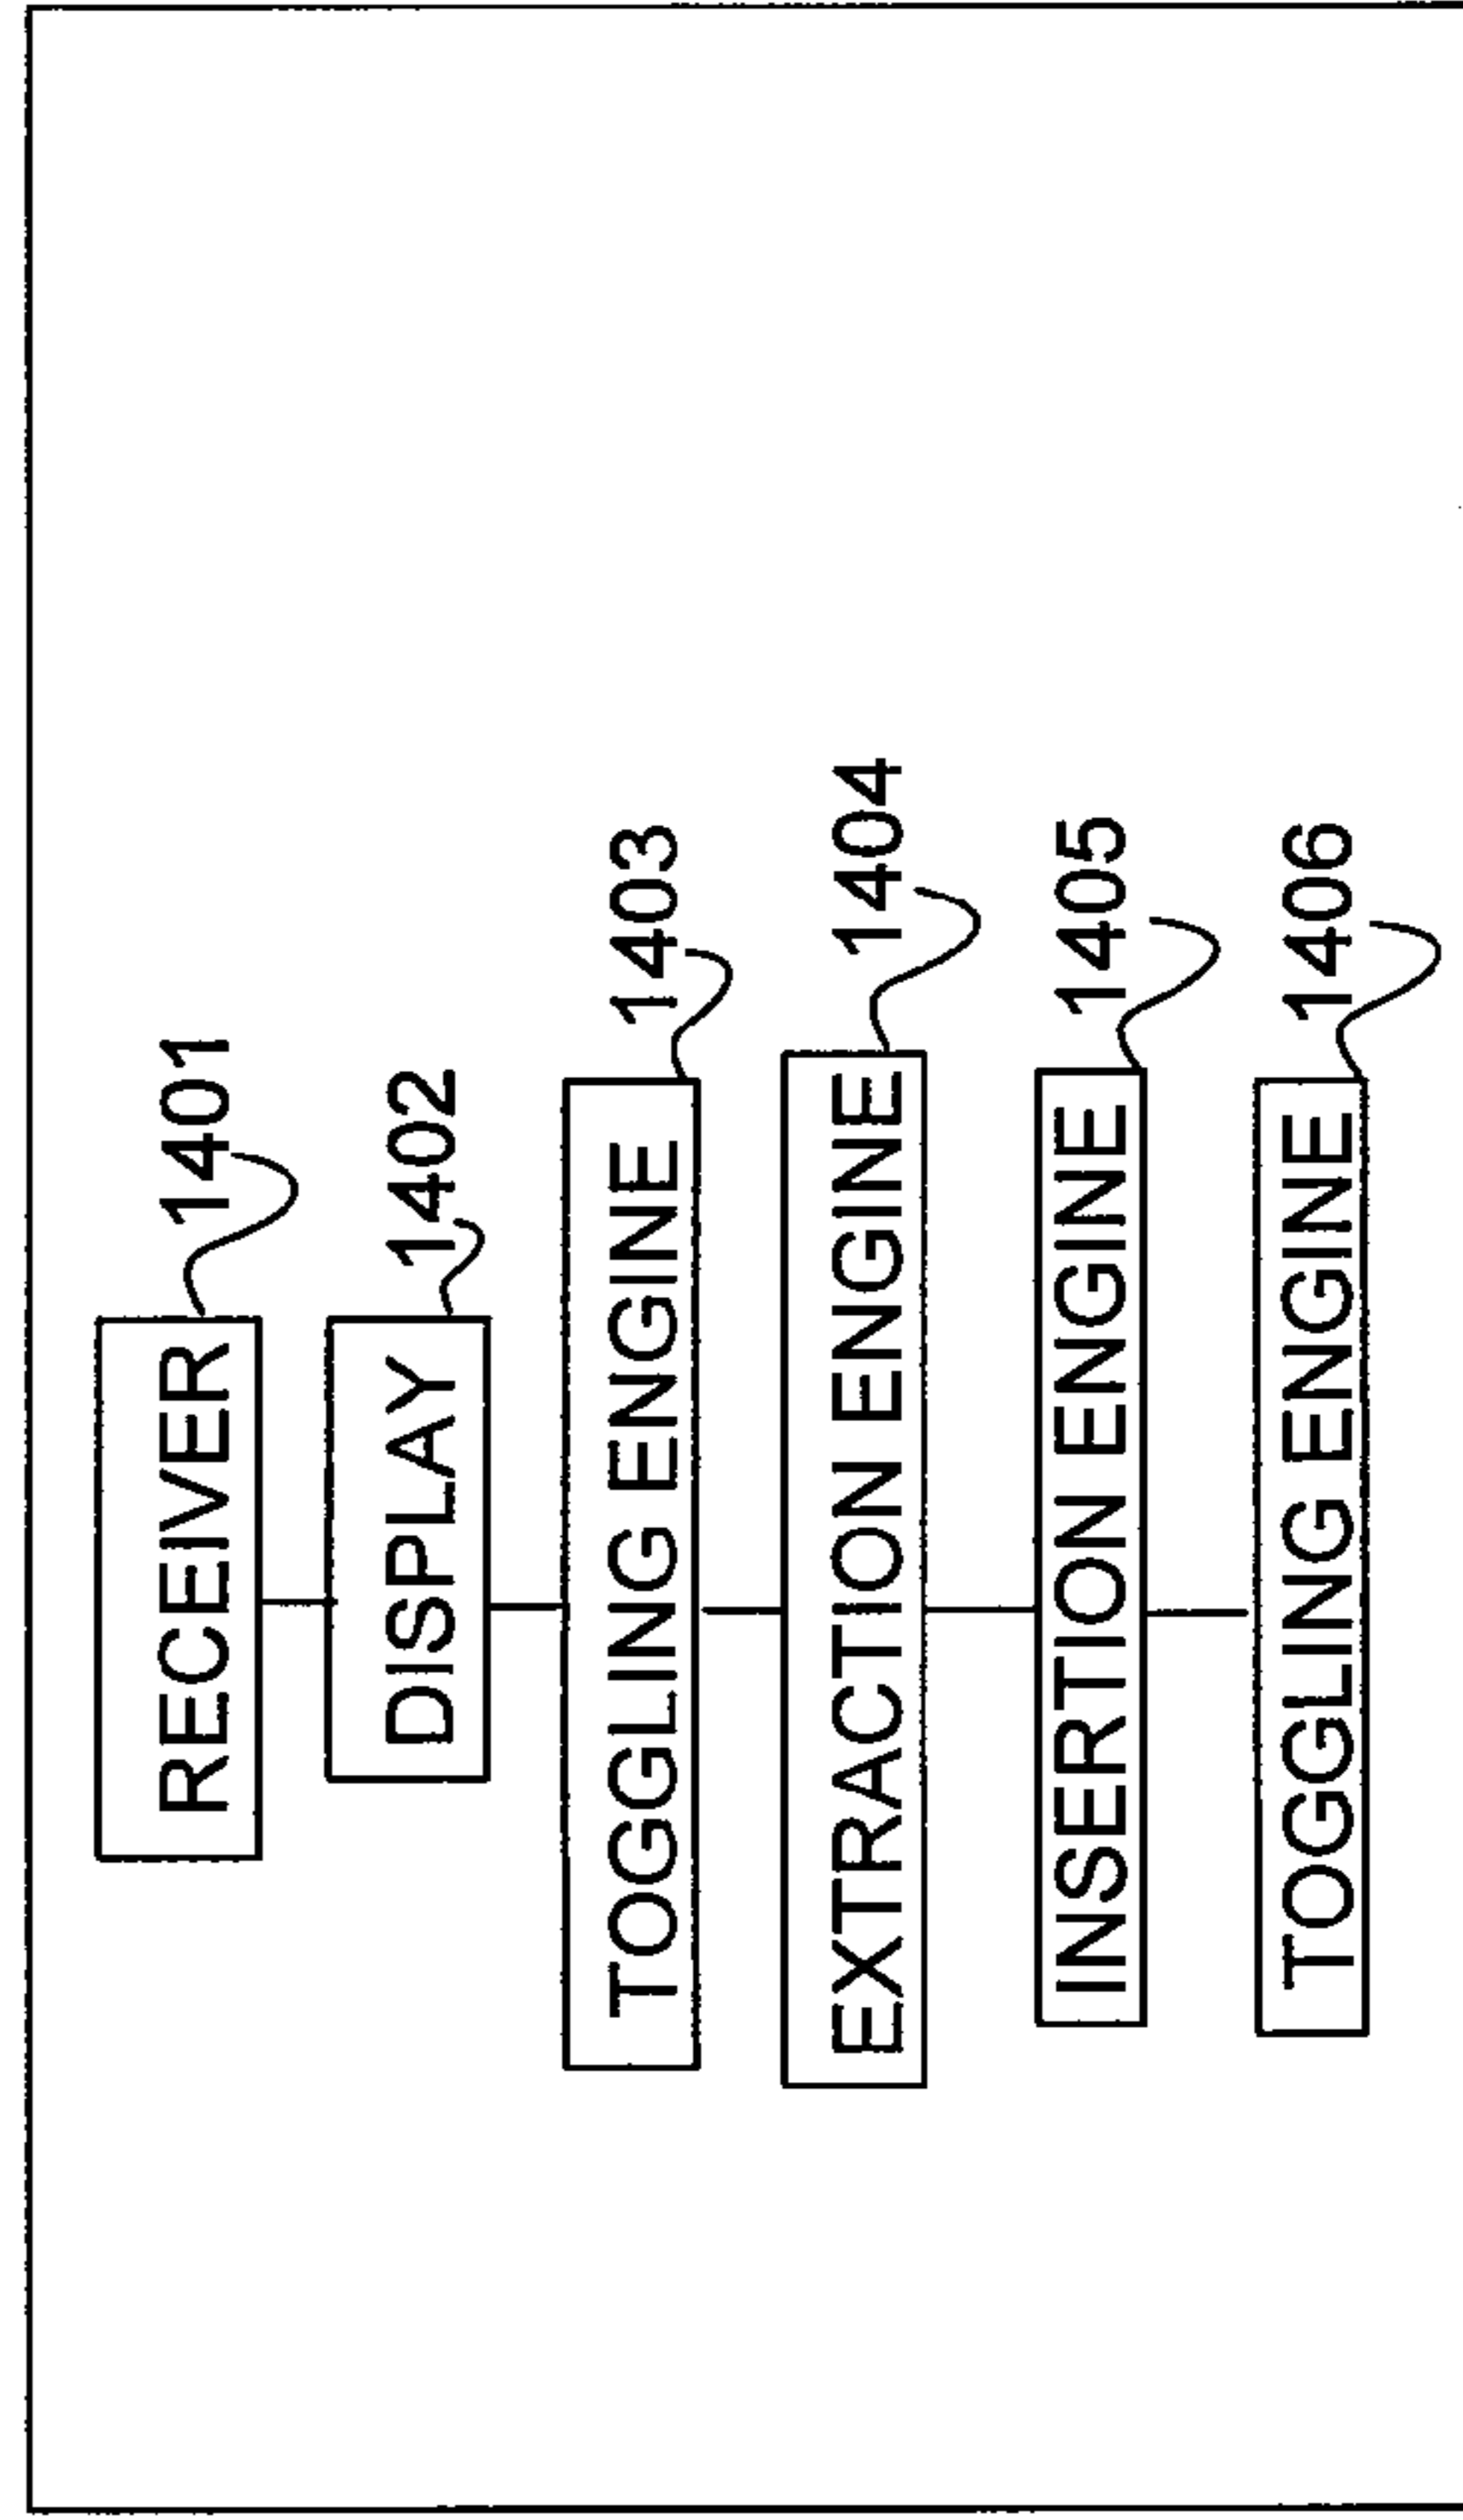 RECEIVER 1401
DISPLAY 1402
TOGGLING ENGINE 1403
EXTRACTION ENGINE 1404
INSERTION ENGINE 1405
TOGGLING ENGINE 1406